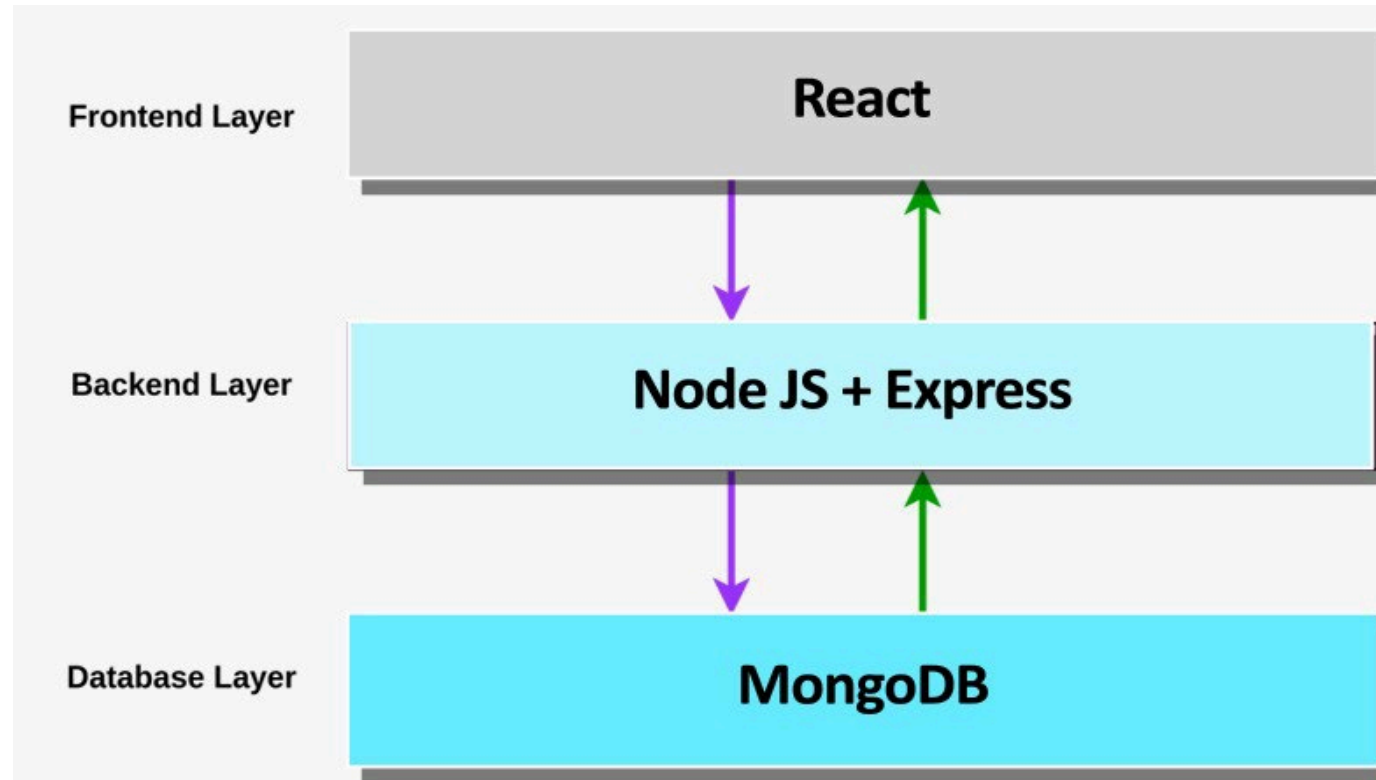 Frontend Layer
React
Backend Layer
Node JS + Express
Database Layer
MongoDB